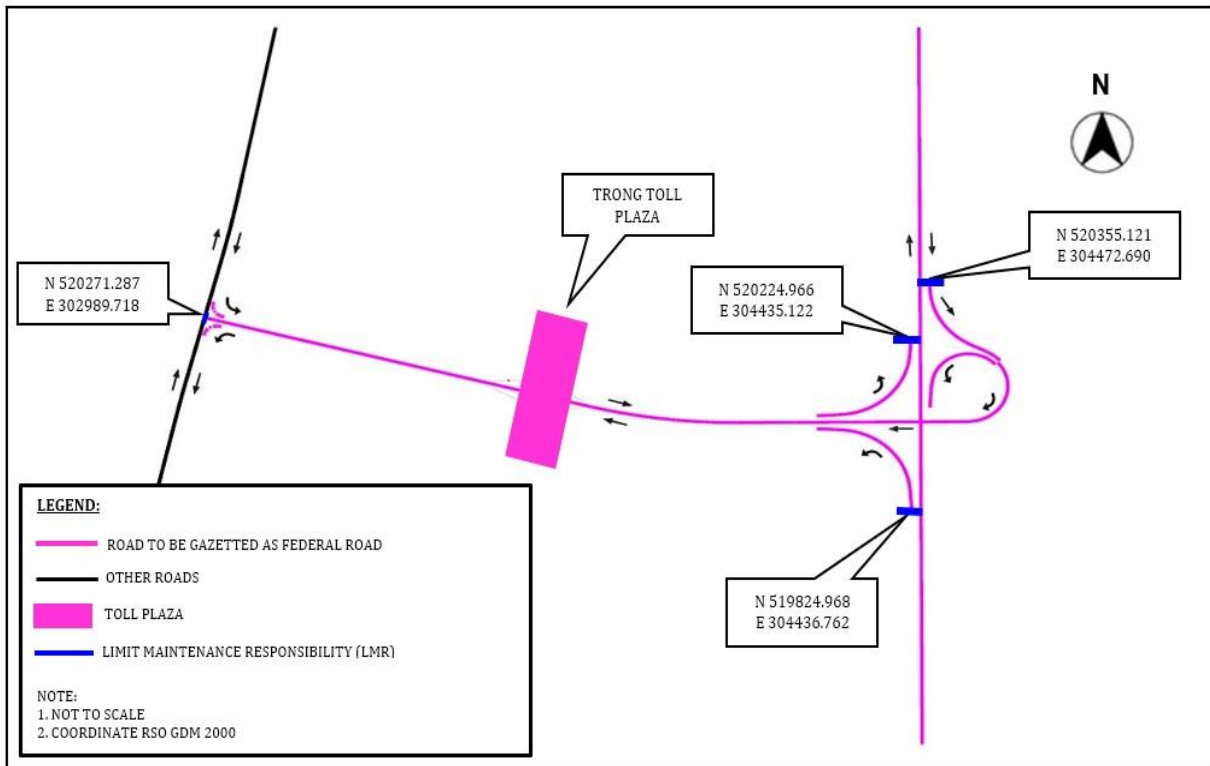 N
TRONG TOLL
PLAZA
N 520355.121
E 304472.690
N 520271.287
E 302989.718
N 520224.966
E 304435.122
N 519824.968
E 304436.762
LEGEND:
ROAD TO BE GAZETTED AS FEDERAL ROAD
OTHER ROADS
TOLL PLAZA
LIMIT MAINTENANCE RESPONSIBILITY (LMR)
NOTE:
1. NOT TO SCALE
2. COORDINATE RSO GDM 2000